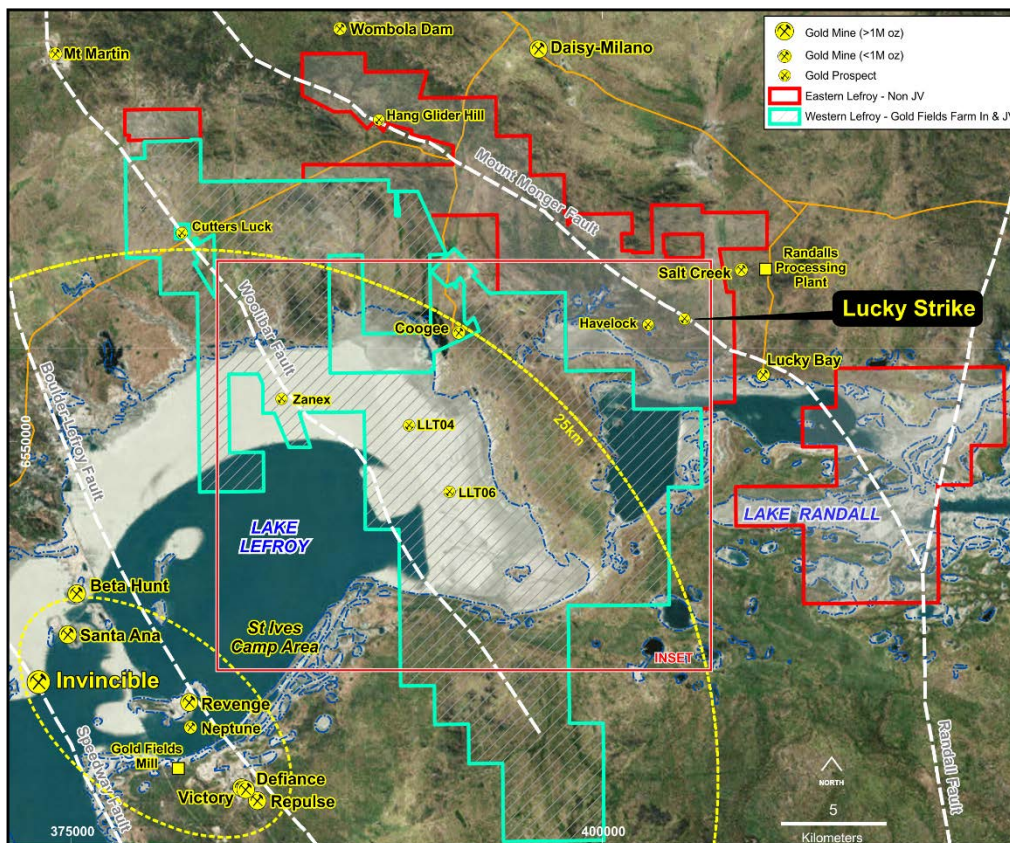 Wombola Dam
Mt Martin
Daisy-Milano
Gold Mine (>1M oz)
Gold Mine (<1M oz)
Gold Prospect
Eastern Lefroy - Non JV
Western Lefroy - Gold Fields Farm In & JV
Hang Glider Hill
Mount Monger Fault
Cutters Luck
Salt Creek
Randalls
Processing
Plant
Woolibar Fault
Coogee
Havelock
Lucky Strike
Lucky Bay
Boulder-Lefroy Fault
Zanex
25km
LLT04
6550000
LLT06
LAKE
LEFROY
LAKE RANDALL
Beta Hunt
Santa Ana
St Ives
Camp Area
INSET
Invincible
Revenge
Neptune
Speedway Fault
Gold Fields
Mill
Defiance
Victory
Repulse
Randall Fault
NORTH
5
Kilometers
375000
400000